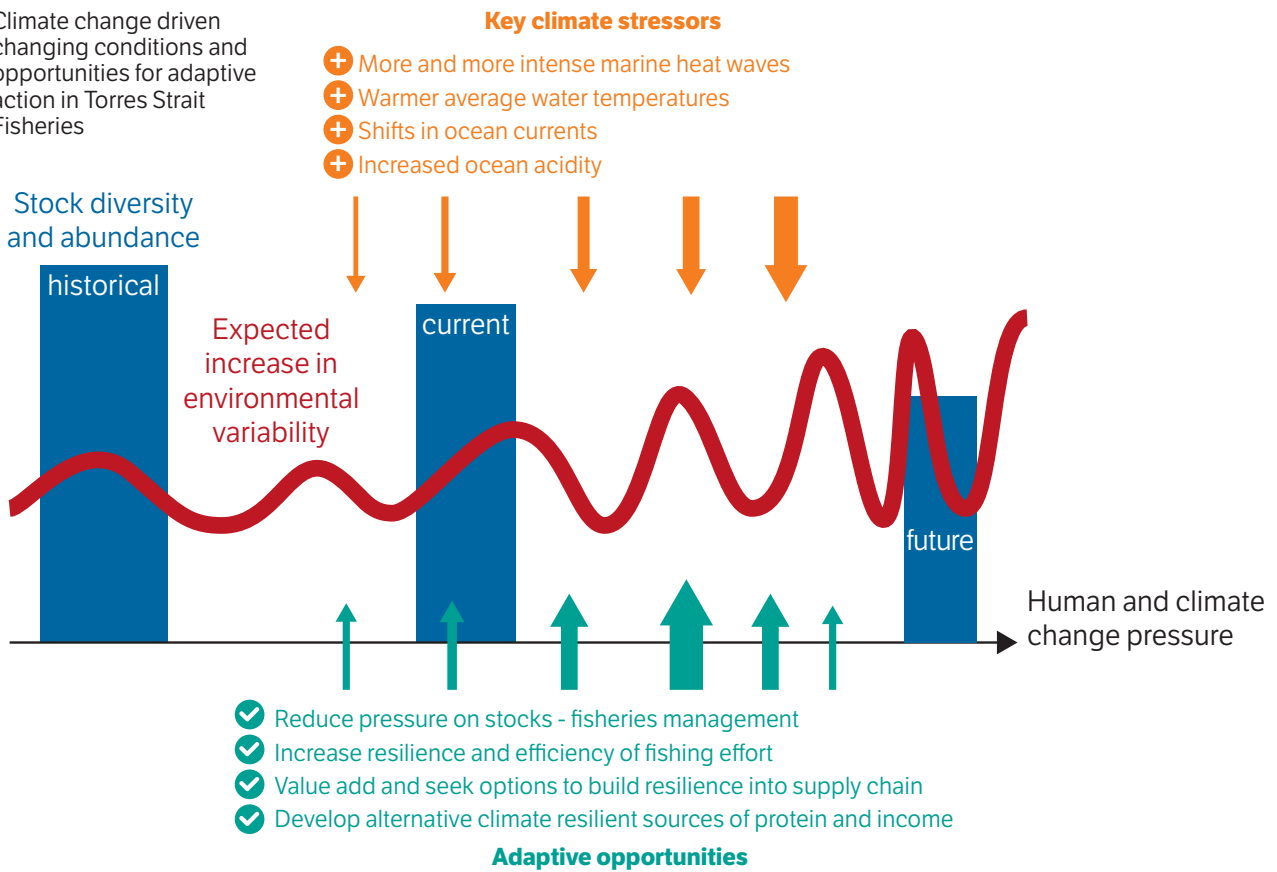 Climate change driven
changing conditions and
opportunities for adaptive
action in Torres Strait
Fisheries
Key climate stressors
More and more intense marine heat waves
Warmer average water temperatures
Shifts in ocean currents
Increased ocean acidity
Stock diversity
and abundance
historical
Expected
increase in
environmental
variability
current
future
Human and climate
change pressure
Reduce pressure on stocks - fisheries management
Increase resilience and efficiency of fishing effort
Value add and seek options to build resilience into supply chain
Develop alternative climate resilient sources of protein and income
Adaptive opportunities